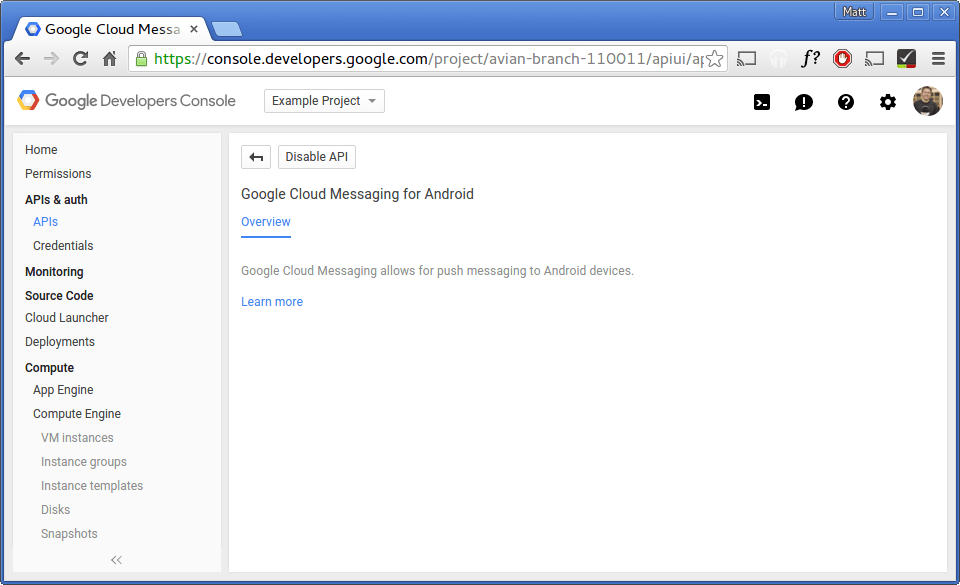 Matt
Google Cloud Messa
https://console.developers.google.com/project/avian-branch-110011/apiui/ap
f?
Google Developers Console
Example Project
Home
Permissions
APIs & auth
APIs
Credentials
Monitoring
Source Code
Cloud Launcher
Deployments
Compute
App Engine
Compute Engine
VM instances
Instance groups
Instance templates
Disks
Snapshots
Disable API
Google Cloud Messaging for Android
Overview
Google Cloud Messaging allows for push messaging to Android devices.
Learn more